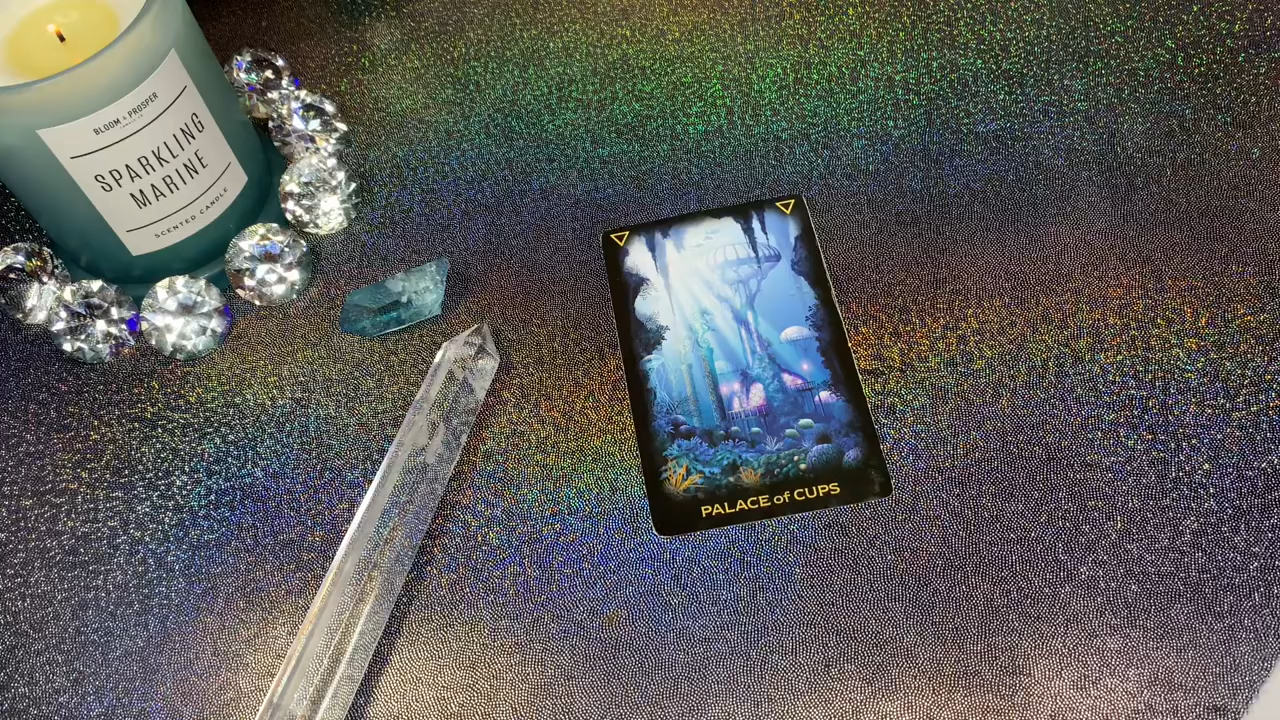 BLOOM & PROSPER
SPARKLING
MARINE
SCENTED CANDLE
PALACE of CUPS